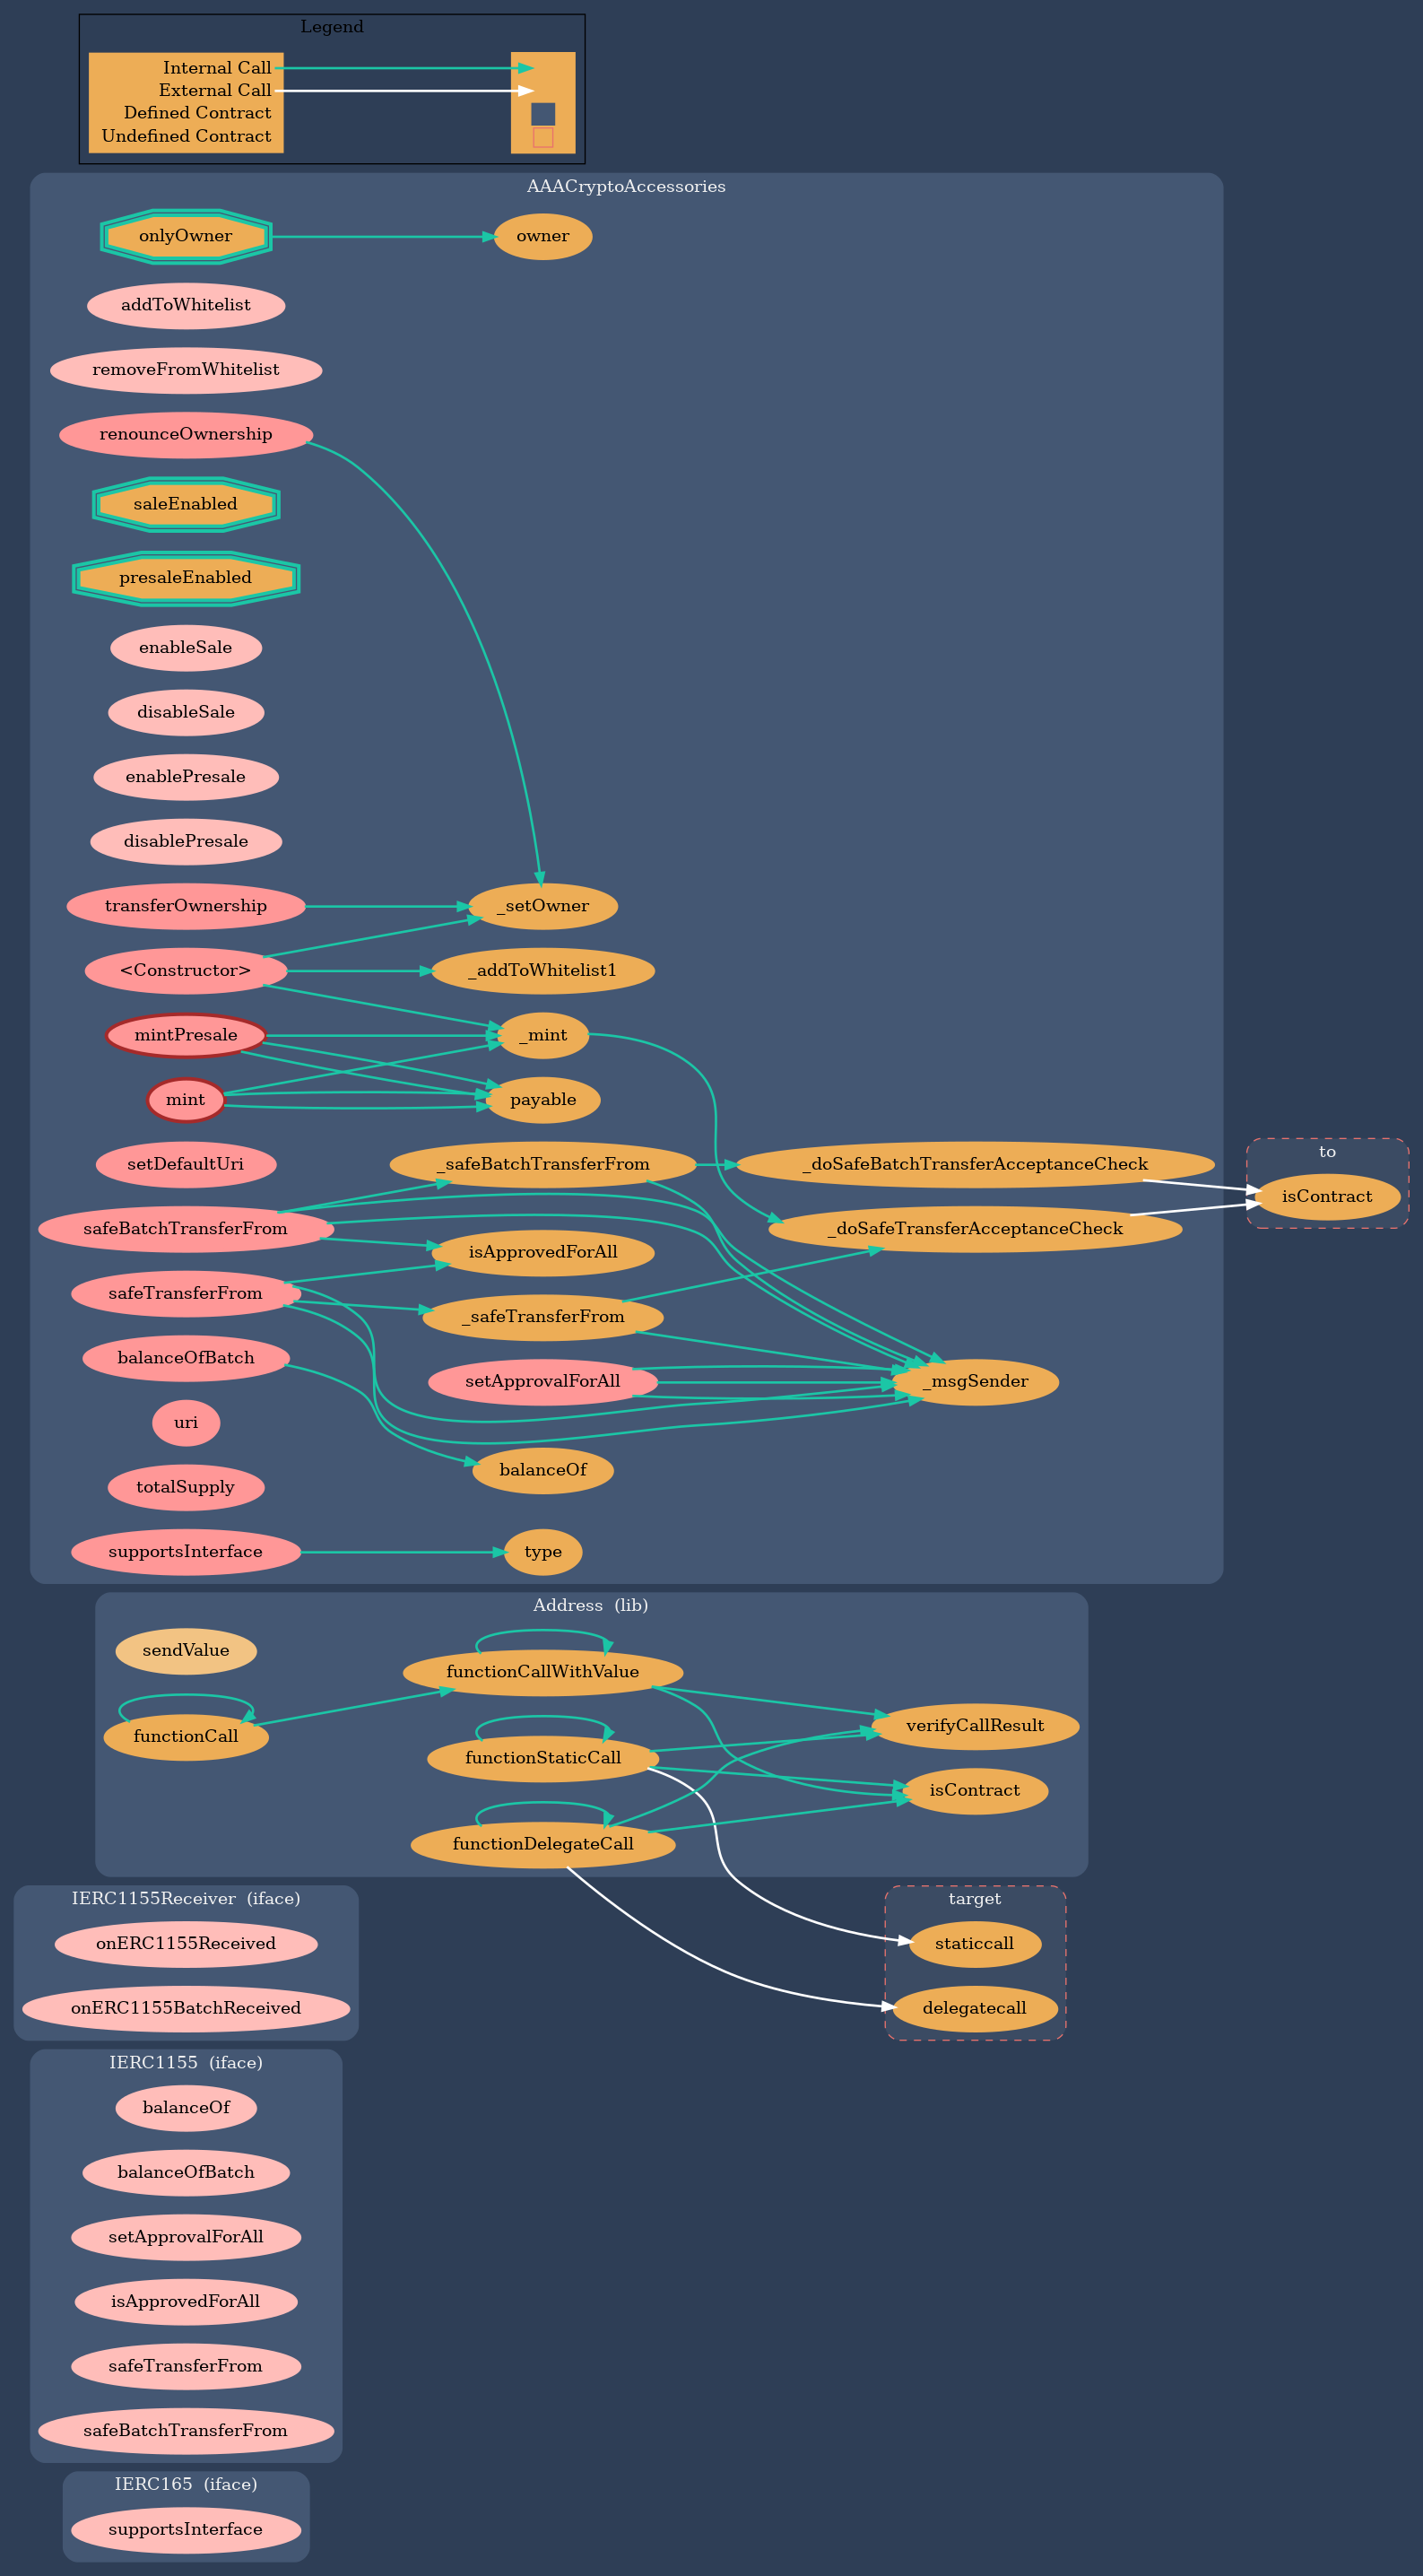 Legend
Internal Call
External Call
Defined Contract
Undefined Contract
AAACryptoAccessories
onlyOwner
owner
addToWhitelist
removeFromWhitelist
renounceOwnership
saleEnabled
presaleEnabled
enableSale
disableSale
enablePresale
disablePresale
transferOwnership
_setOwner
<Constructor>
_addToWhitelist1
mintPresale
_mint
mint
payable
setDefaultUri
_safeBatchTransferFrom
_doSafeBatchTransferAcceptanceCheck
to
isContract
safeBatchTransferFrom
isApprovedForAll
_doSafeTransferAcceptanceCheck
safeTransferFrom
_safeTransferFrom
balanceOfBatch
setApprovalForAll
_msgSender
uri
balanceOf
totalSupply
supportsInterface
type
Address (lib)
sendValue
functionCallWithValue
functionCall
verifyCallResult
functionStaticCall
isContract
functionDelegateCall
IERC1155Receiver (iface)
target
onERC1155Received
staticcall
onERC1155BatchReceived
delegatecall
IERC1155 (iface)
balanceOf
balanceOfBatch
setApprovalForAll
isApprovedForAll
safeTransferFrom
safeBatchTransferFrom
IERC165 (iface)
supportsInterface